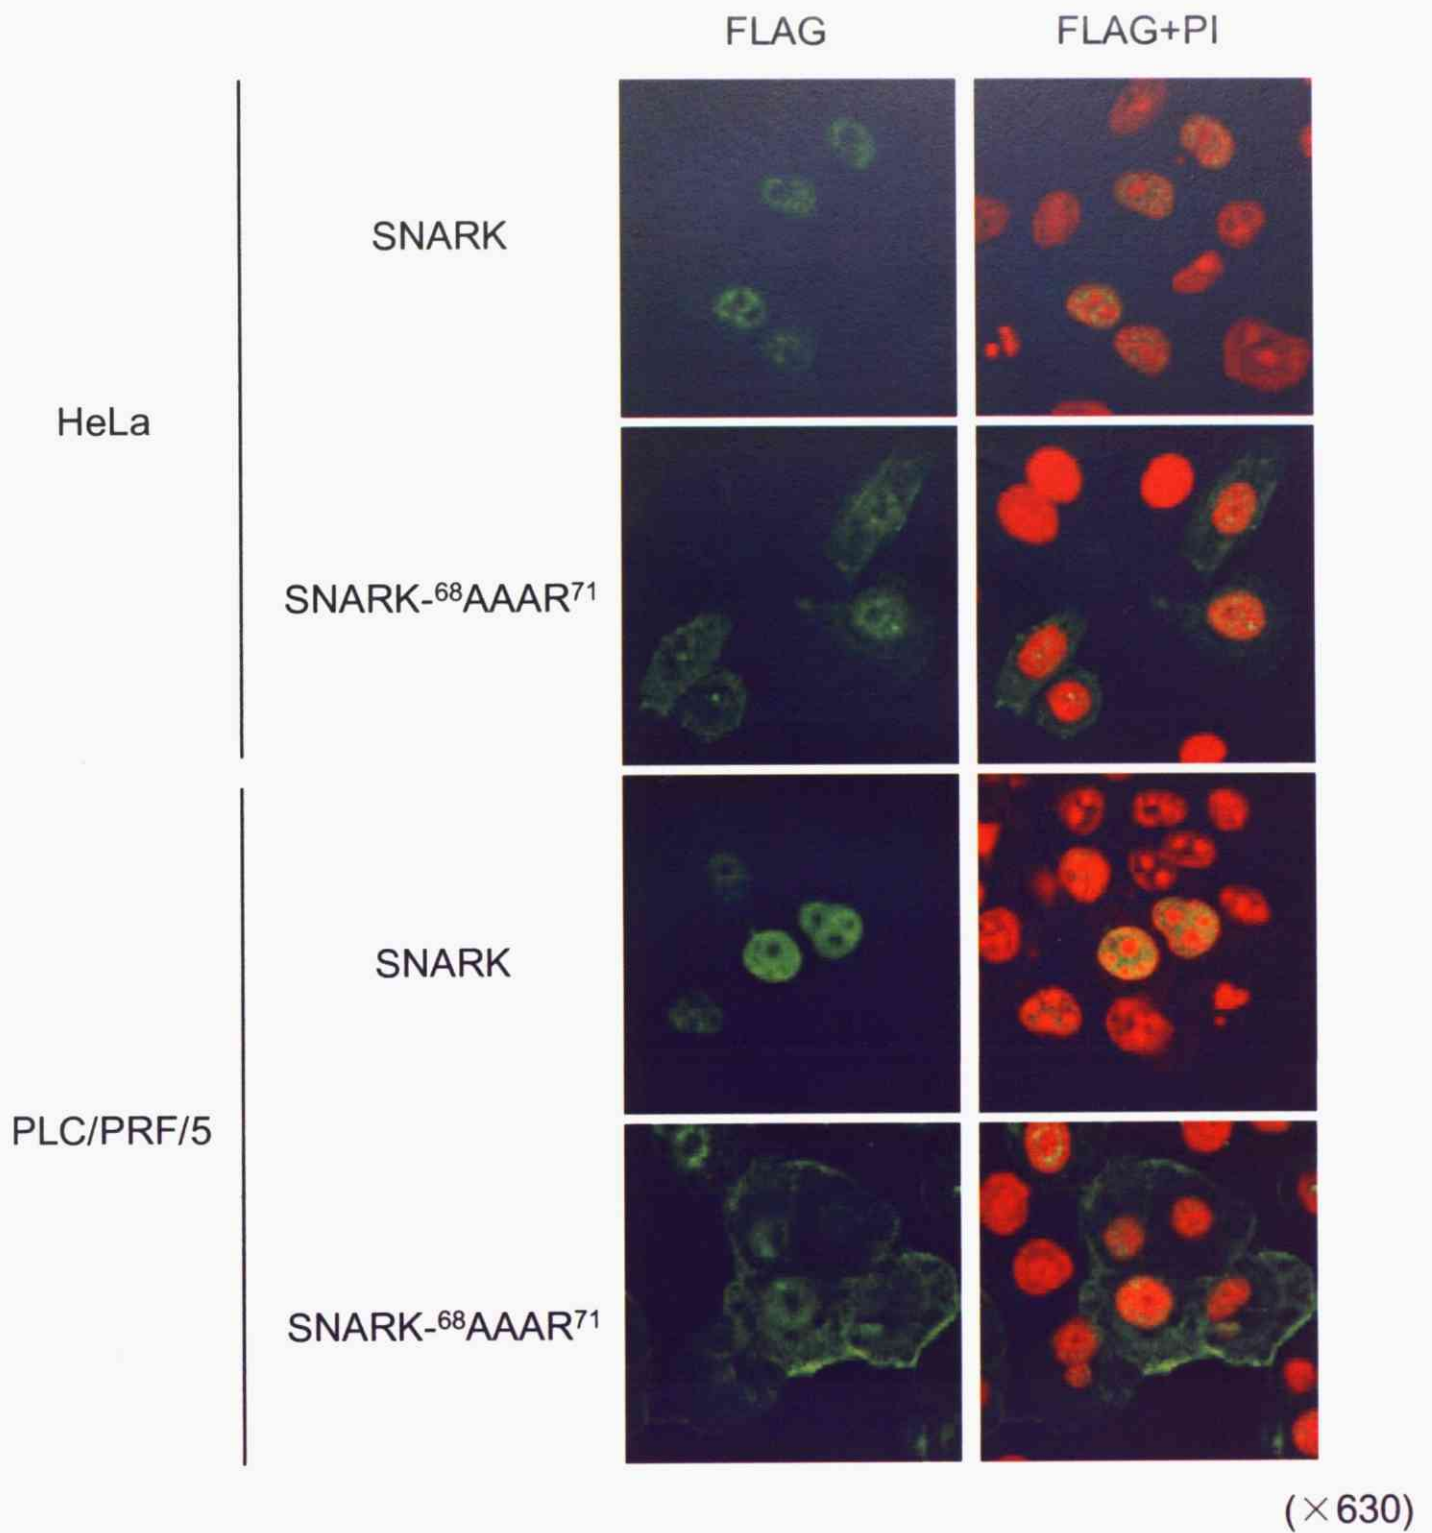 FLAG FLAG+PI
SNARK
HeLa
SNARK-⁶⁸AAAR⁷¹
SNARK
PLC/PRF/5
SNARK-⁶⁸AAAR⁷¹
(×630)